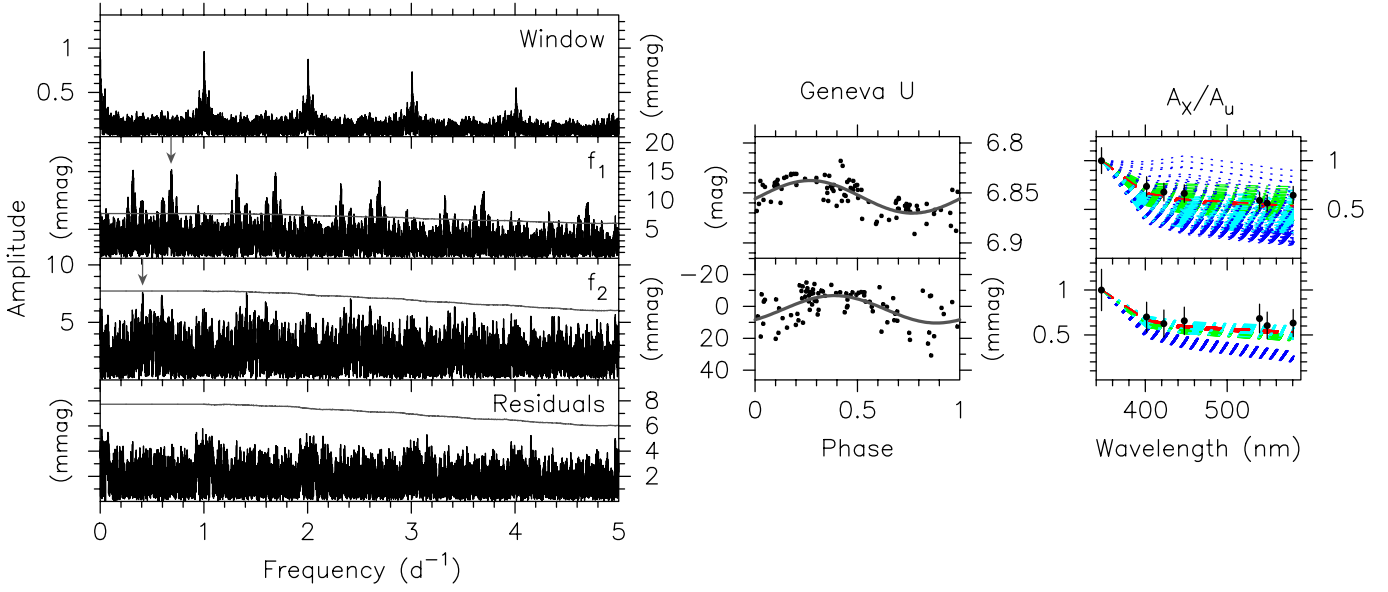 Window
1
0.5
(mmag)
f1
20
15
10
5
(mmag)
Amplitude
f2
10
5
(mmag)
Residuals
8
6
4
2
(mmag)
0 1 2 3 4 5
Frequency (d−1)
Geneva U
(mag)
6.8
6.85
6.9
−20
0
20
40
(mmag)
0 0.5 1
Phase
AX/Au
1
0.5
1
0.5
400 500
Wavelength (nm)